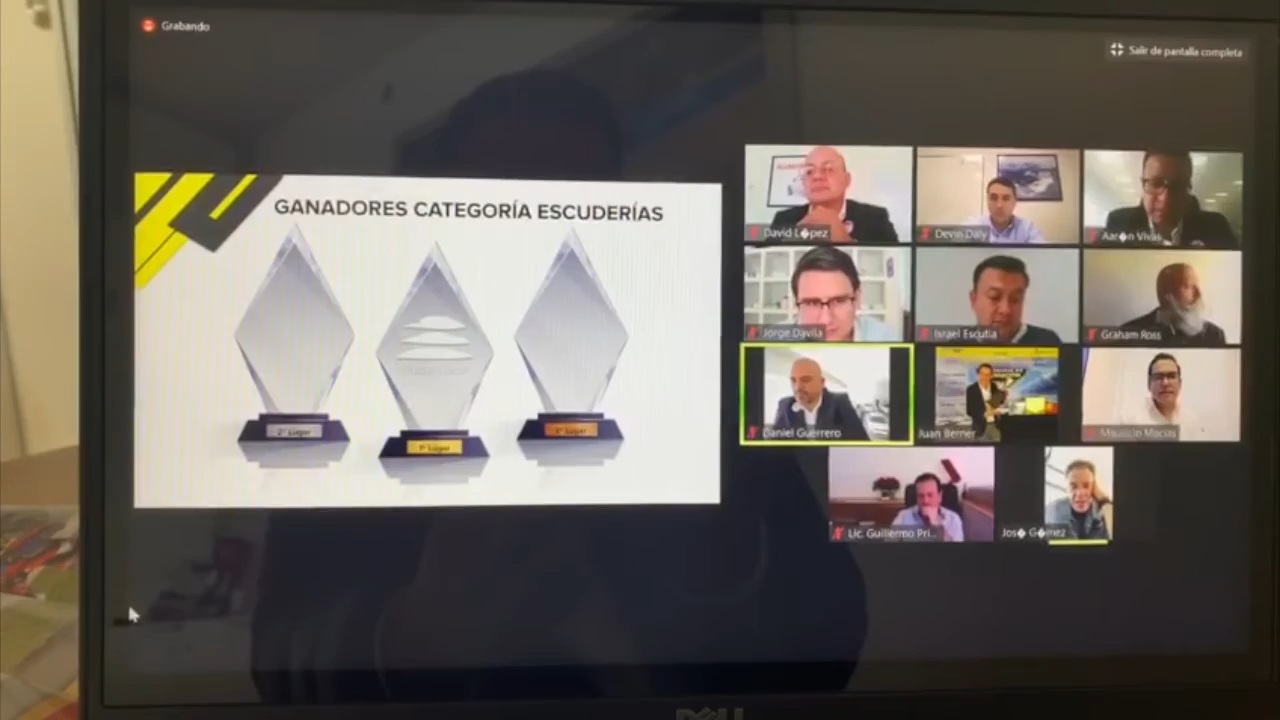 Grabando
Salir de pantalla completa
GANADORES CATEGORÍA ESCUDERÍAS
2° Lugar
1° Lugar
3° Lugar
David L�pez
Devin Daly
Aar�n Vivas
Jorge Davila
Israel Escutia
Graham Ross
Daniel Guerrero
Juan Berner
Mauricio Macias
Lic. Guillermo Pri...
Jos� G�mez
DELL